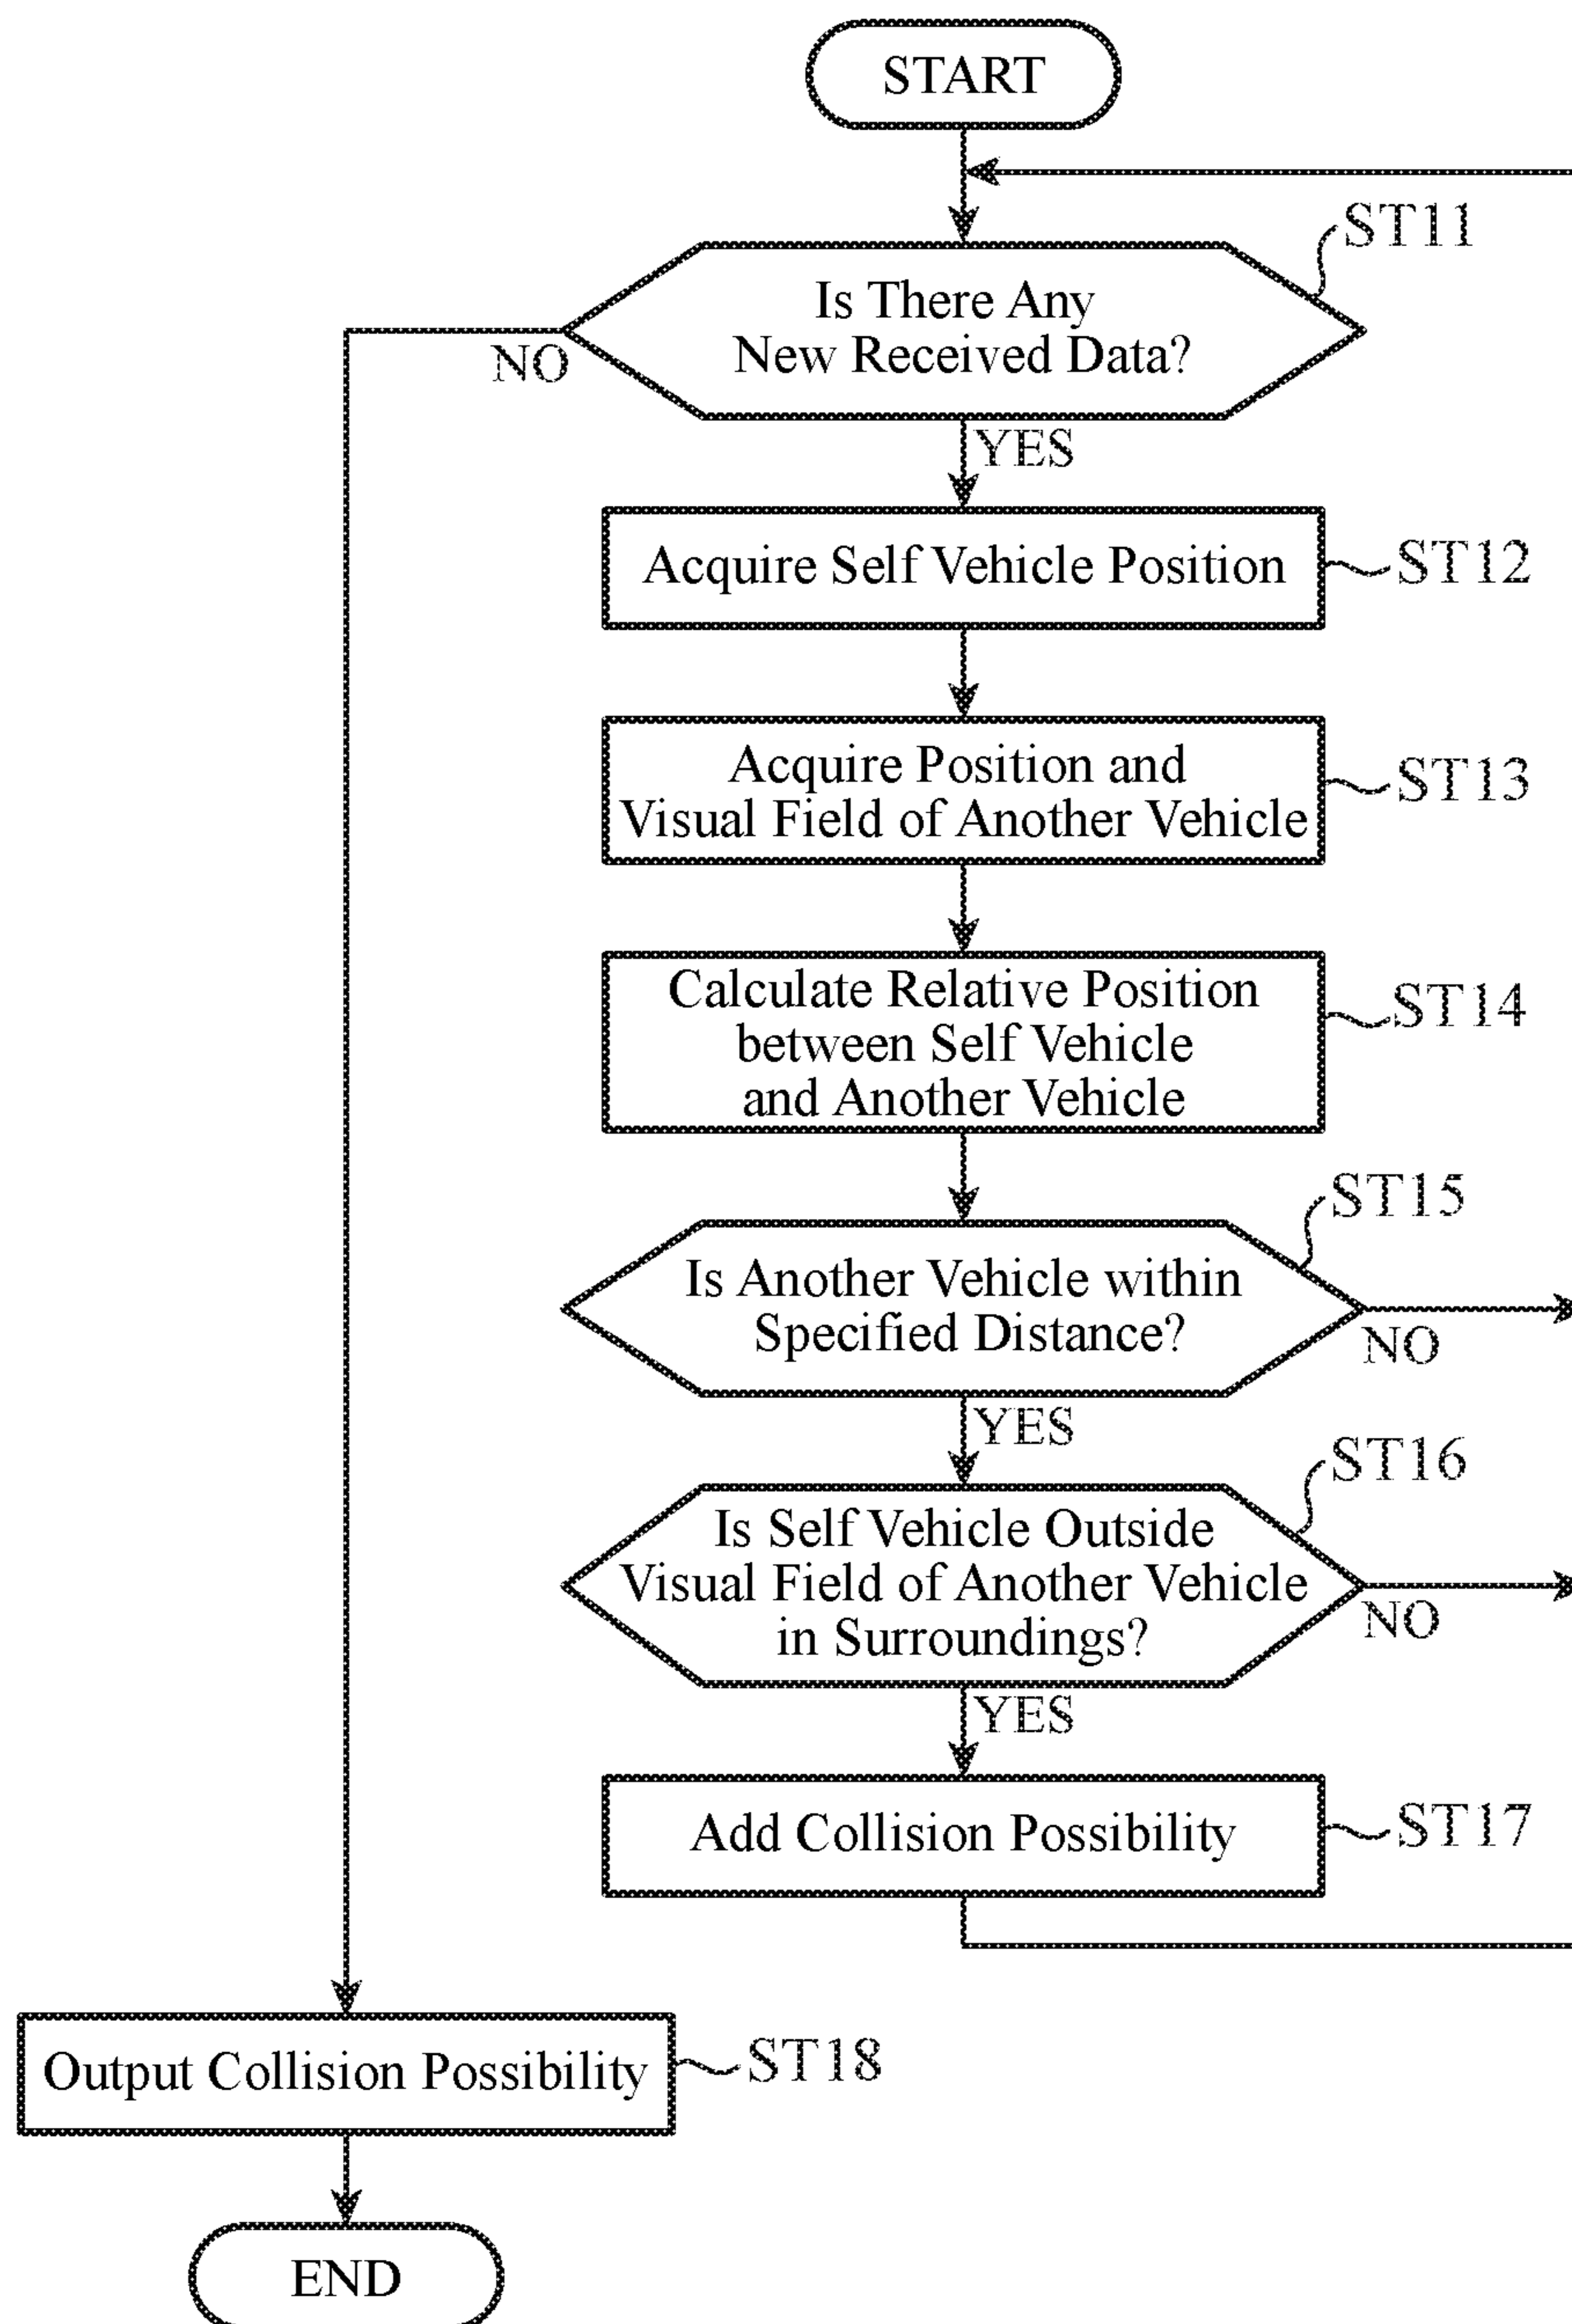 START
ST11
Is There Any
New Received Data?
NO
YES
Acquire Self Vehicle Position
ST12
Acquire Position and
Visual Field of Another Vehicle
ST13
Calculate Relative Position
between Self Vehicle
and Another Vehicle
ST14
ST15
Is Another Vehicle within
Specified Distance?
NO
YES
ST16
Is Self Vehicle Outside
Visual Field of Another Vehicle
in Surroundings?
NO
YES
Add Collision Possibility
ST17
Output Collision Possibility
ST18
END